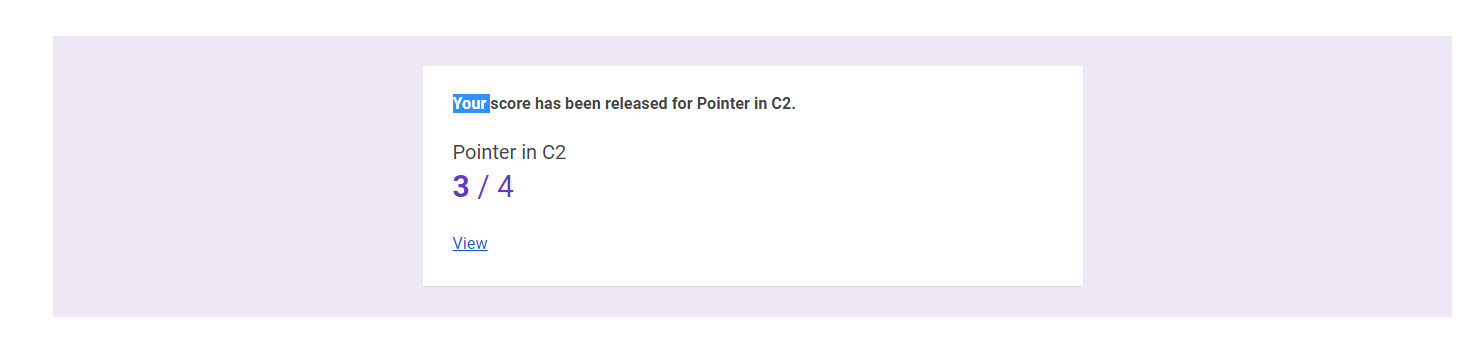 Your score has been released for Pointer in C2.
Pointer in C2
3 / 4
View